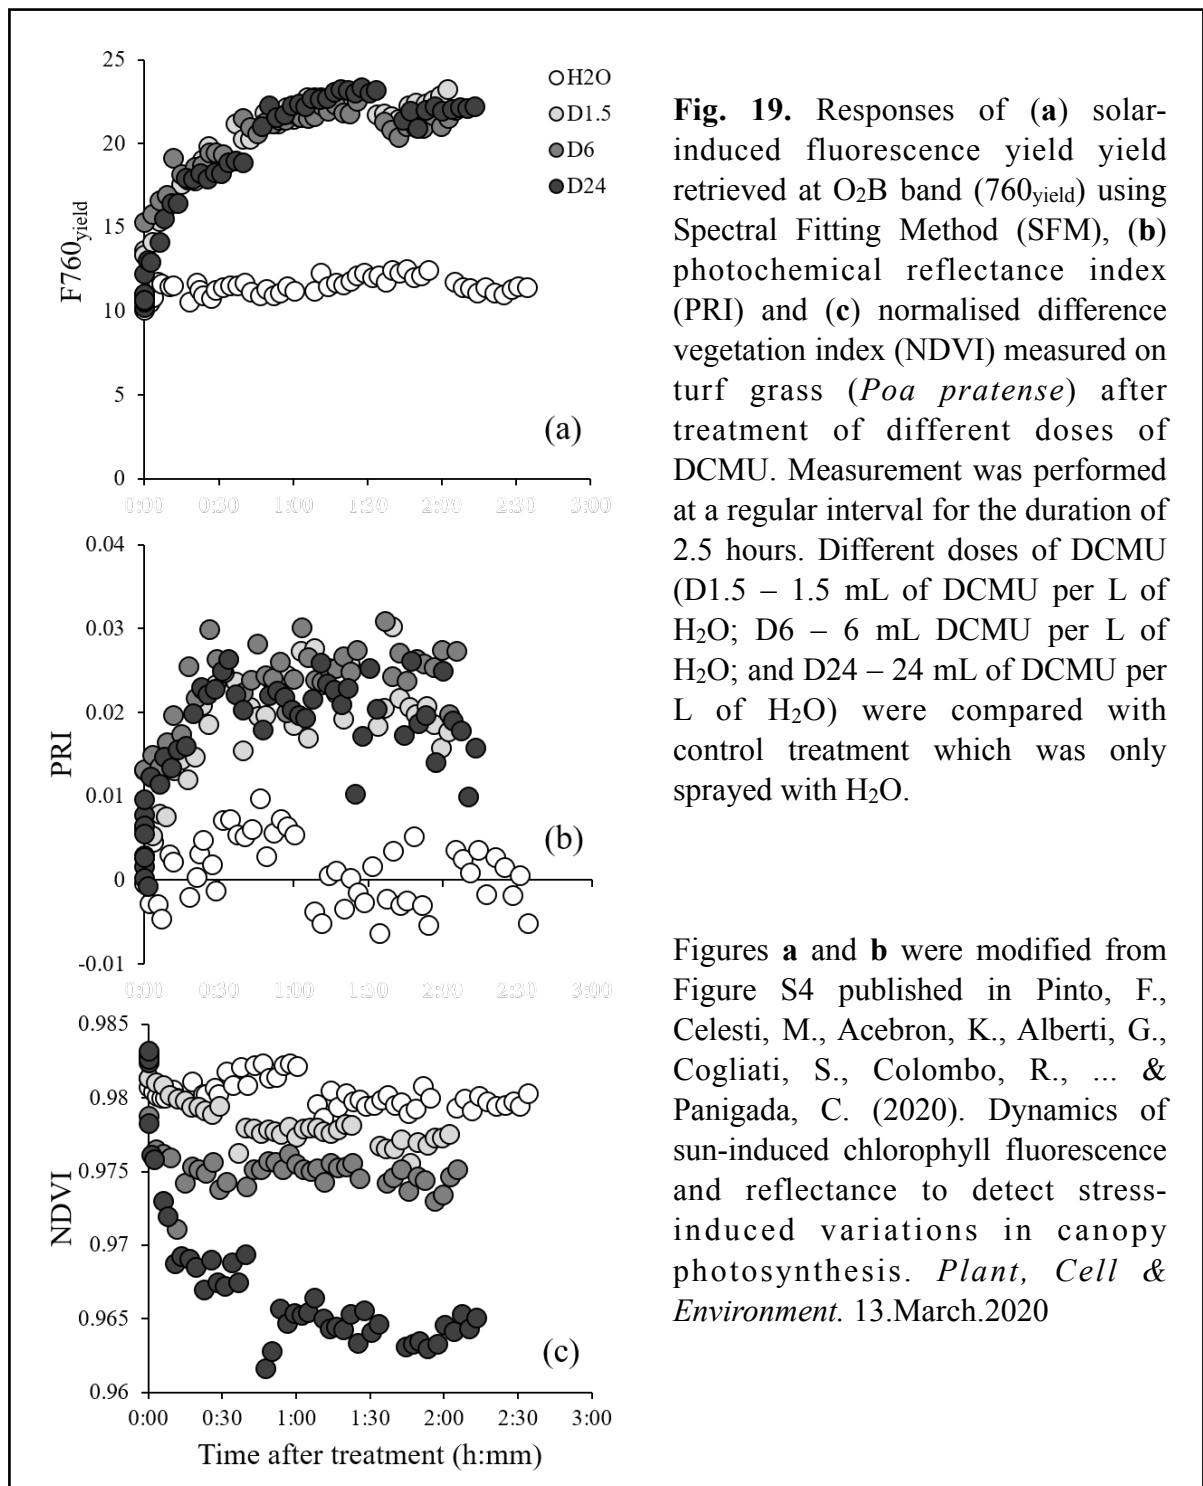 25
20
15
10
5
0
F760yield
H2O
D1.5
D6
D24
(a)
0:00 0:30 1:00 1:30 2:00 2:30 3:00
0.04
0.03
0.02
0.01
0
-0.01
PRI
(b)
0:00 0:30 1:00 1:30 2:00 2:30 3:00
0.985
0.98
0.975
0.97
0.965
0.96
NDVI
(c)
0:00 0:30 1:00 1:30 2:00 2:30 3:00
Time after treatment (h:mm)
Fig. 19. Responses of (a) solar-
induced fluorescence yield yield
retrieved at O2B band (760yield) using
Spectral Fitting Method (SFM), (b)
photochemical reflectance index
(PRI) and (c) normalised difference
vegetation index (NDVI) measured on
turf grass (Poa pratense) after
treatment of different doses of
DCMU. Measurement was performed
at a regular interval for the duration of
2.5 hours. Different doses of DCMU
(D1.5 – 1.5 mL of DCMU per L of
H2O; D6 – 6 mL DCMU per L of
H2O; and D24 – 24 mL of DCMU per
L of H2O) were compared with
control treatment which was only
sprayed with H2O.
Figures a and b were modified from
Figure S4 published in Pinto, F.,
Celesti, M., Acebron, K., Alberti, G.,
Cogliati, S., Colombo, R., ... &
Panigada, C. (2020). Dynamics of
sun-induced chlorophyll fluorescence
and reflectance to detect stress-
induced variations in canopy
photosynthesis. Plant, Cell &
Environment. 13.March.2020